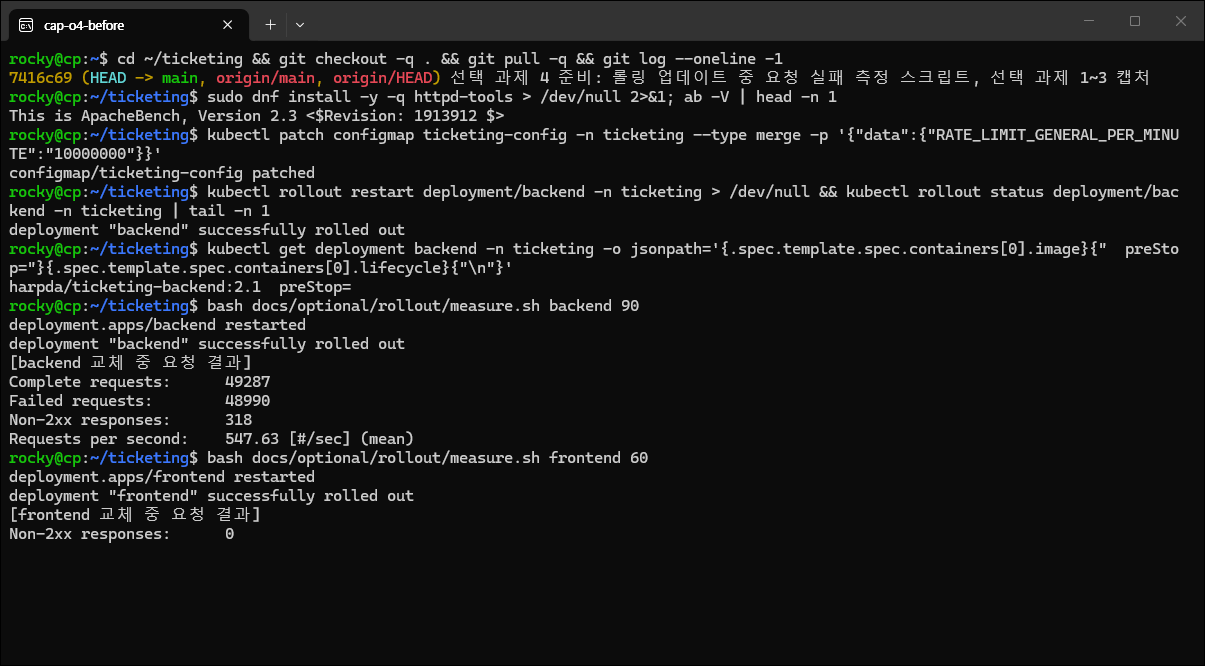 cap-o4-before
rocky@cp:~$ cd ~/ticketing && git checkout -q . && git pull -q && git log --oneline -1
7416c69 (HEAD -> main, origin/main, origin/HEAD) 선택 과제 4 준비: 롤링 업데이트 중 요청 실패 측정 스크립트, 선택 과제 1~3 캡처
rocky@cp:~/ticketing$ sudo dnf install -y -q httpd-tools > /dev/null 2>&1; ab -V | head -n 1
This is ApacheBench, Version 2.3 <$Revision: 1913912 $>
rocky@cp:~/ticketing$ kubectl patch configmap ticketing-config -n ticketing --type merge -p '{"data":{"RATE_LIMIT_GENERAL_PER_MINU
TE":"10000000"}}'
configmap/ticketing-config patched
rocky@cp:~/ticketing$ kubectl rollout restart deployment/backend -n ticketing > /dev/null && kubectl rollout status deployment/bac
kend -n ticketing | tail -n 1
deployment "backend" successfully rolled out
rocky@cp:~/ticketing$ kubectl get deployment backend -n ticketing -o jsonpath='{.spec.template.spec.containers[0].image}{"  preSto
p="}{.spec.template.spec.containers[0].lifecycle}{"\n"}'
harpda/ticketing-backend:2.1  preStop=
rocky@cp:~/ticketing$ bash docs/optional/rollout/measure.sh backend 90
deployment.apps/backend restarted
deployment "backend" successfully rolled out
[backend 교체 중 요청 결과]
Complete requests:      49287
Failed requests:        48990
Non-2xx responses:      318
Requests per second:    547.63 [#/sec] (mean)
rocky@cp:~/ticketing$ bash docs/optional/rollout/measure.sh frontend 60
deployment.apps/frontend restarted
deployment "frontend" successfully rolled out
[frontend 교체 중 요청 결과]
Non-2xx responses:      0